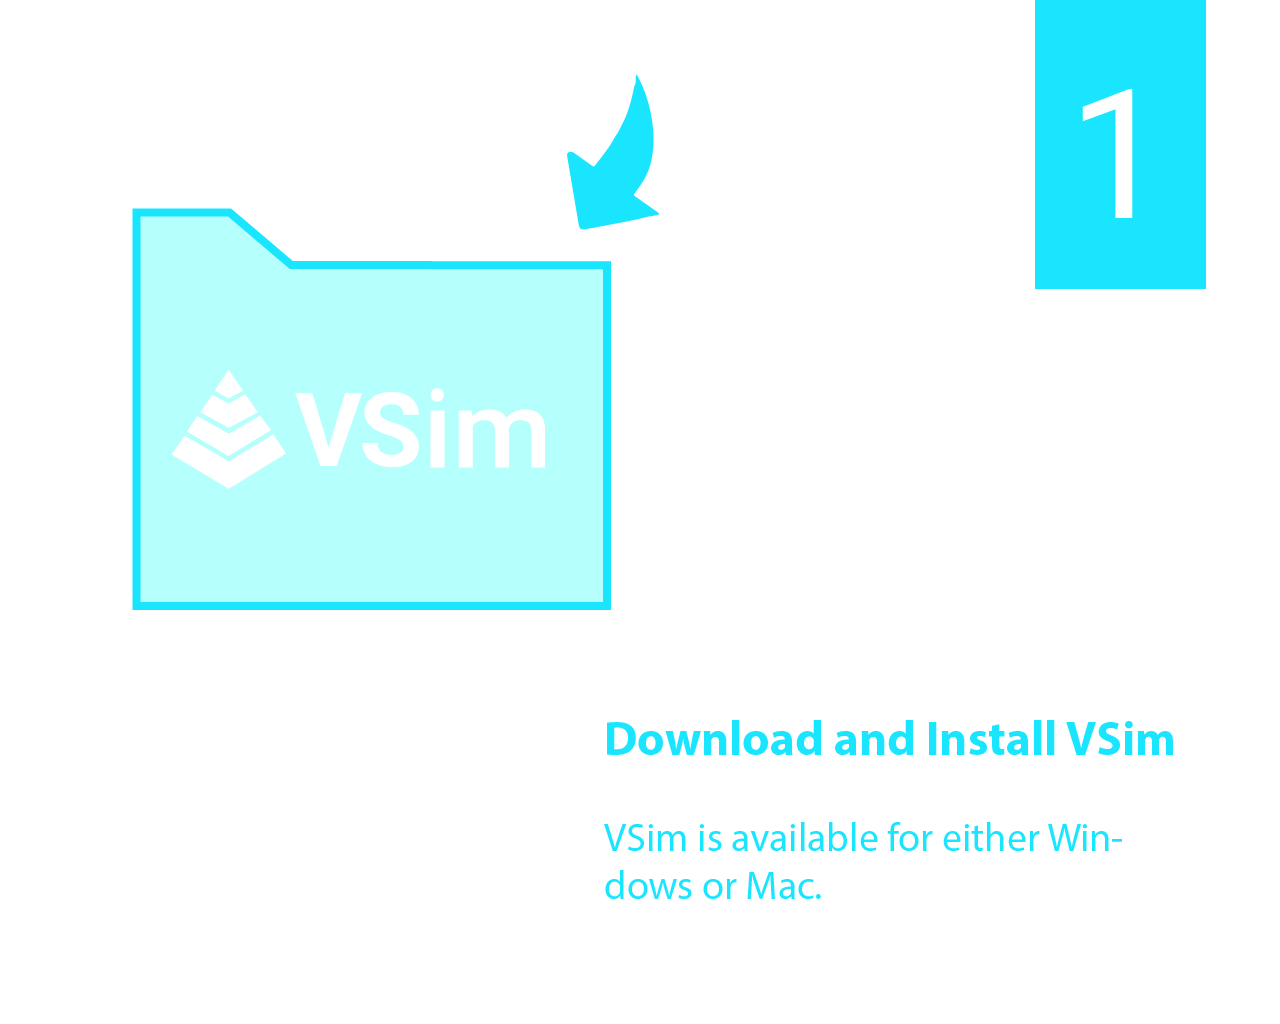 1
VSim
Download and Install VSim
VSim is available for either Win-
dows or Mac.